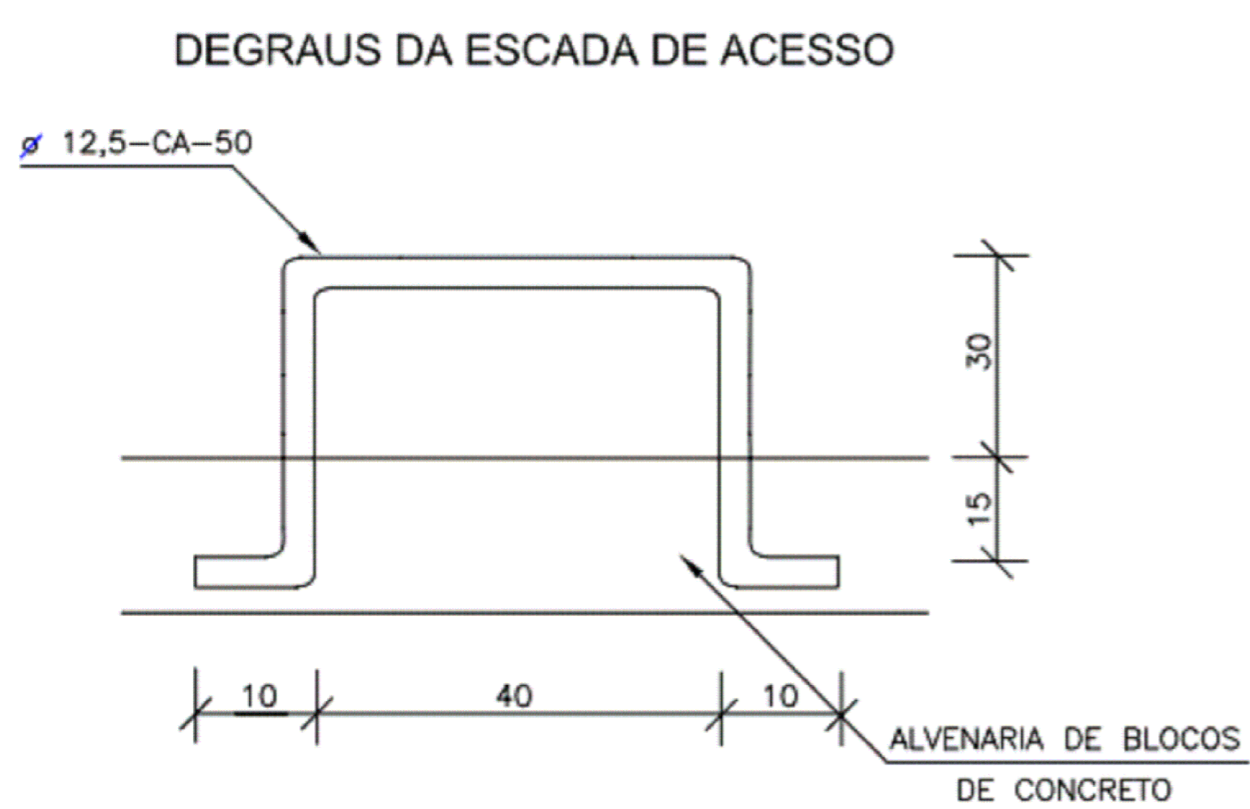 DEGRAUS DA ESCADA DE ACESSO
ø 12,5-CA-50
30
15
10
40
10
ALVENARIA DE BLOCOS
DE CONCRETO